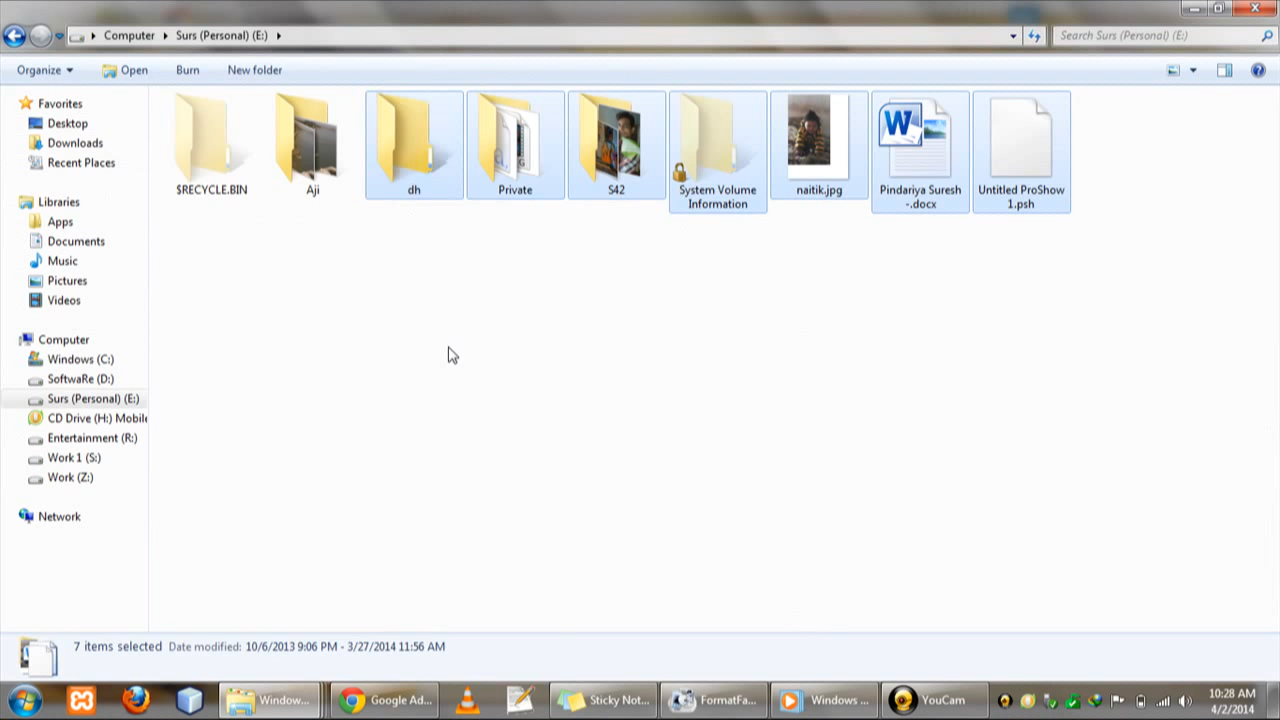 Computer
Surs (Personal) (E:)
Search Surs (Personal) (E:)
Organize
Open
Burn
New folder
Favorites
Desktop
Downloads
Recent Places
Libraries
Apps
Documents
Music
Pictures
Videos
Computer
Windows (C:)
SoftwaRe (D:)
Surs (Personal) (E:)
CD Drive (H:) Mobile
Entertainment (R:)
Work 1 (S:)
Work (Z:)
Network
$RECYCLE.BIN
Aji
dh
Private
S42
System Volume
Information
naitik.jpg
Pindariya Suresh
-.docx
Untitled ProShow
1.psh
7 items selected Date modified: 10/6/2013 9:06 PM - 3/27/2014 11:56 AM
Window...
Google Ad...
Sticky Not...
FormatFa...
Windows ...
YouCam
10:28 AM
4/2/2014